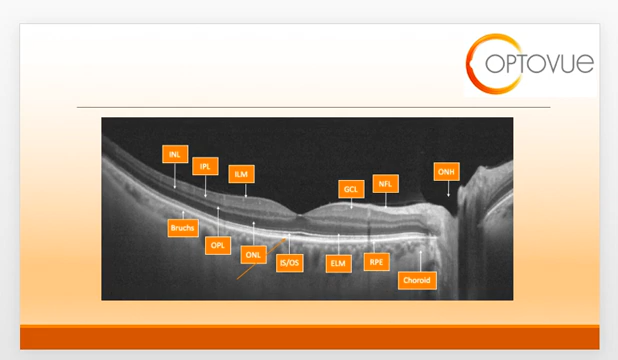 OPTOVUE
INL
IPL
ILM
GCL
NFL
ONH
Bruchs
OPL
ONL
IS/OS
ELM
RPE
Choroid